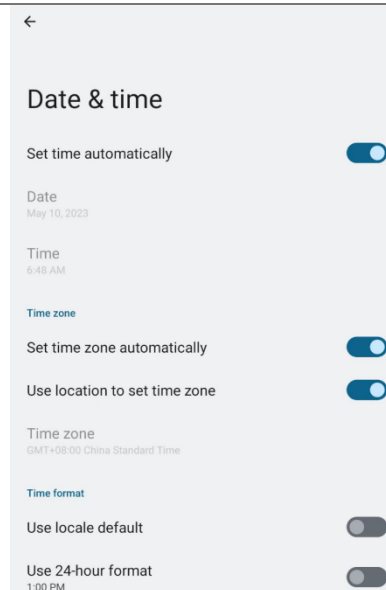 Date & time
Set time automatically
Date
May 10, 2023
Time
6:48 AM
Time zone
Set time zone automatically
Use location to set time zone
Time zone
GMT+08:00 China Standard Time
Time format
Use locale default
Use 24-hour format
1:00 PM